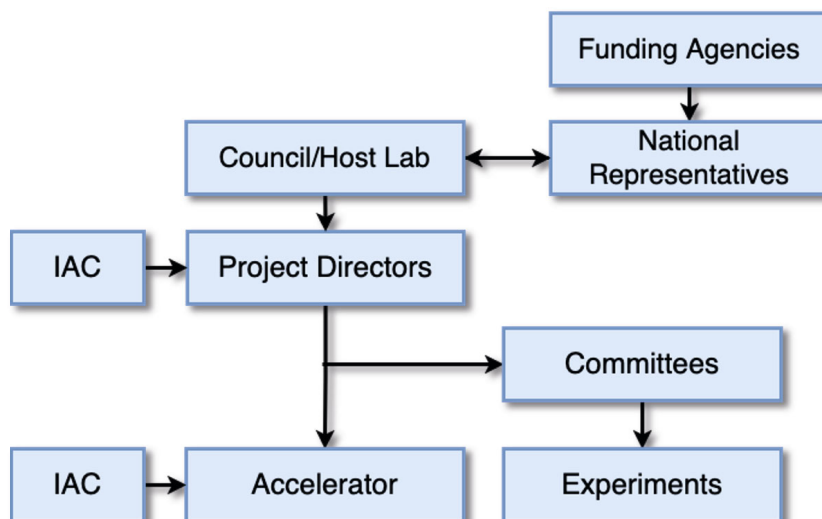 Funding Agencies
Council/Host Lab
National
Representatives
IAC
Project Directors
Committees
IAC
Accelerator
Experiments